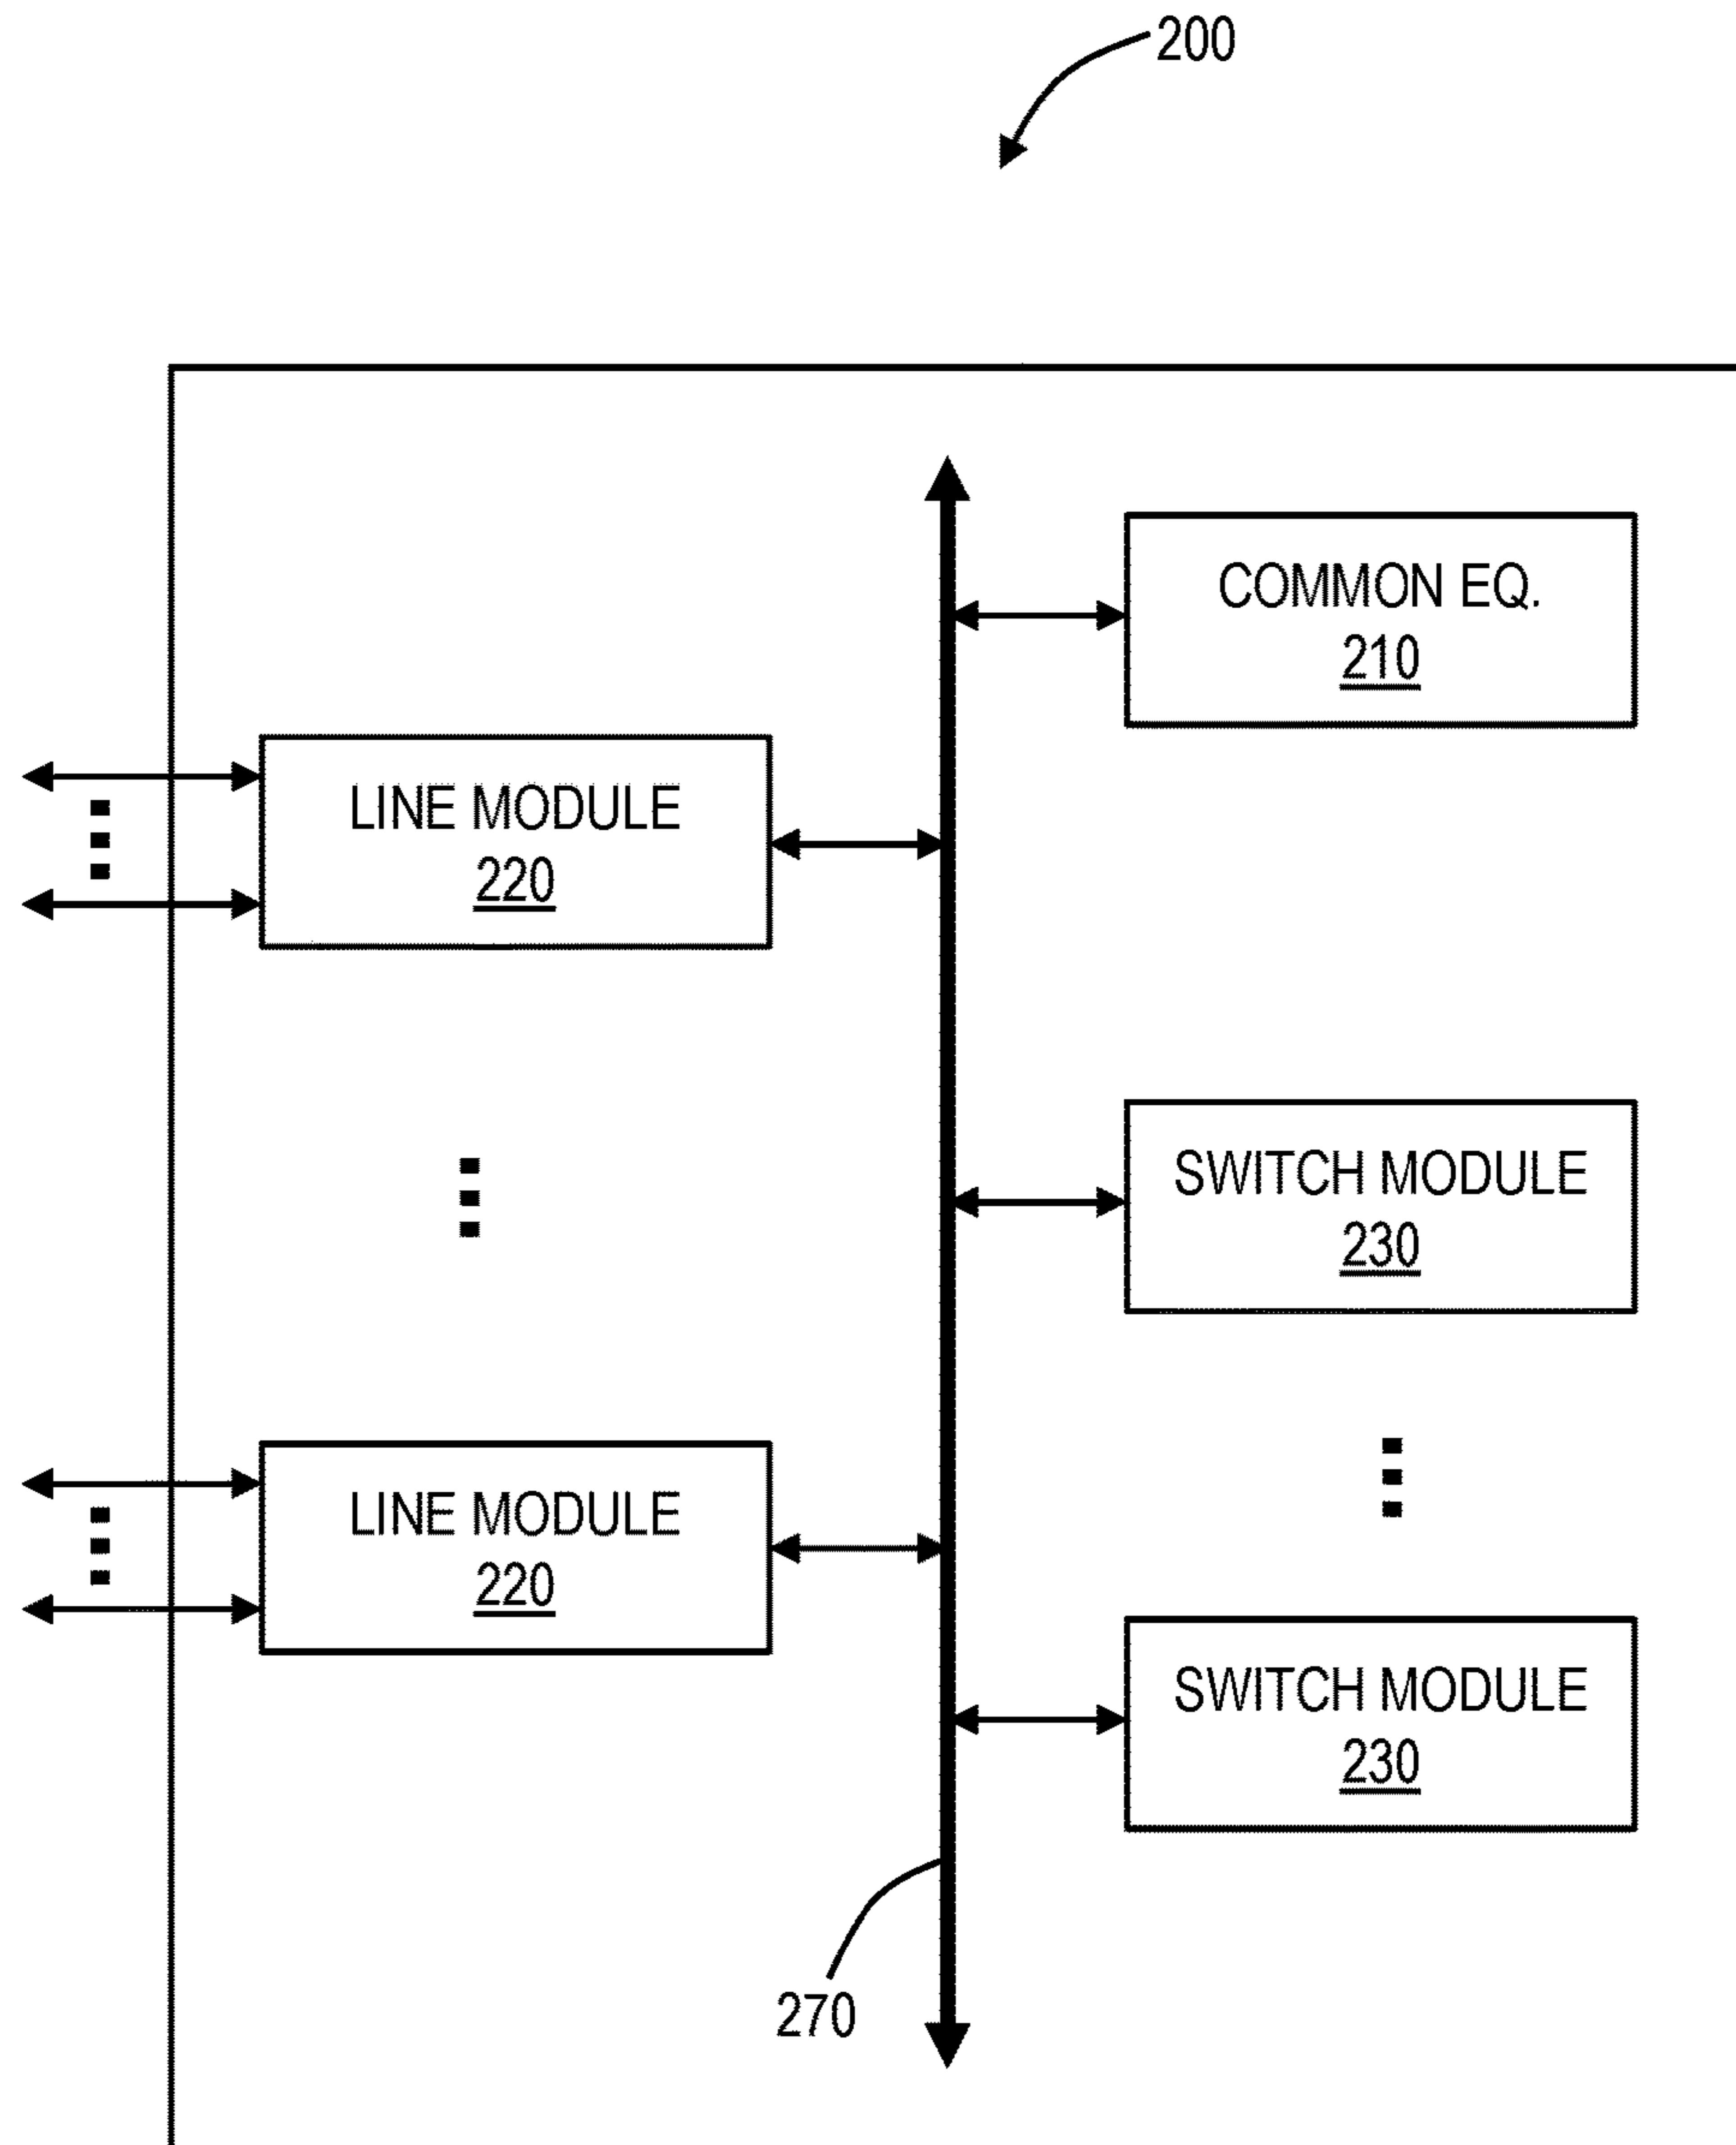 200
COMMON EQ.
210
LINE MODULE
220
SWITCH MODULE
230
LINE MODULE
220
SWITCH MODULE
230
270